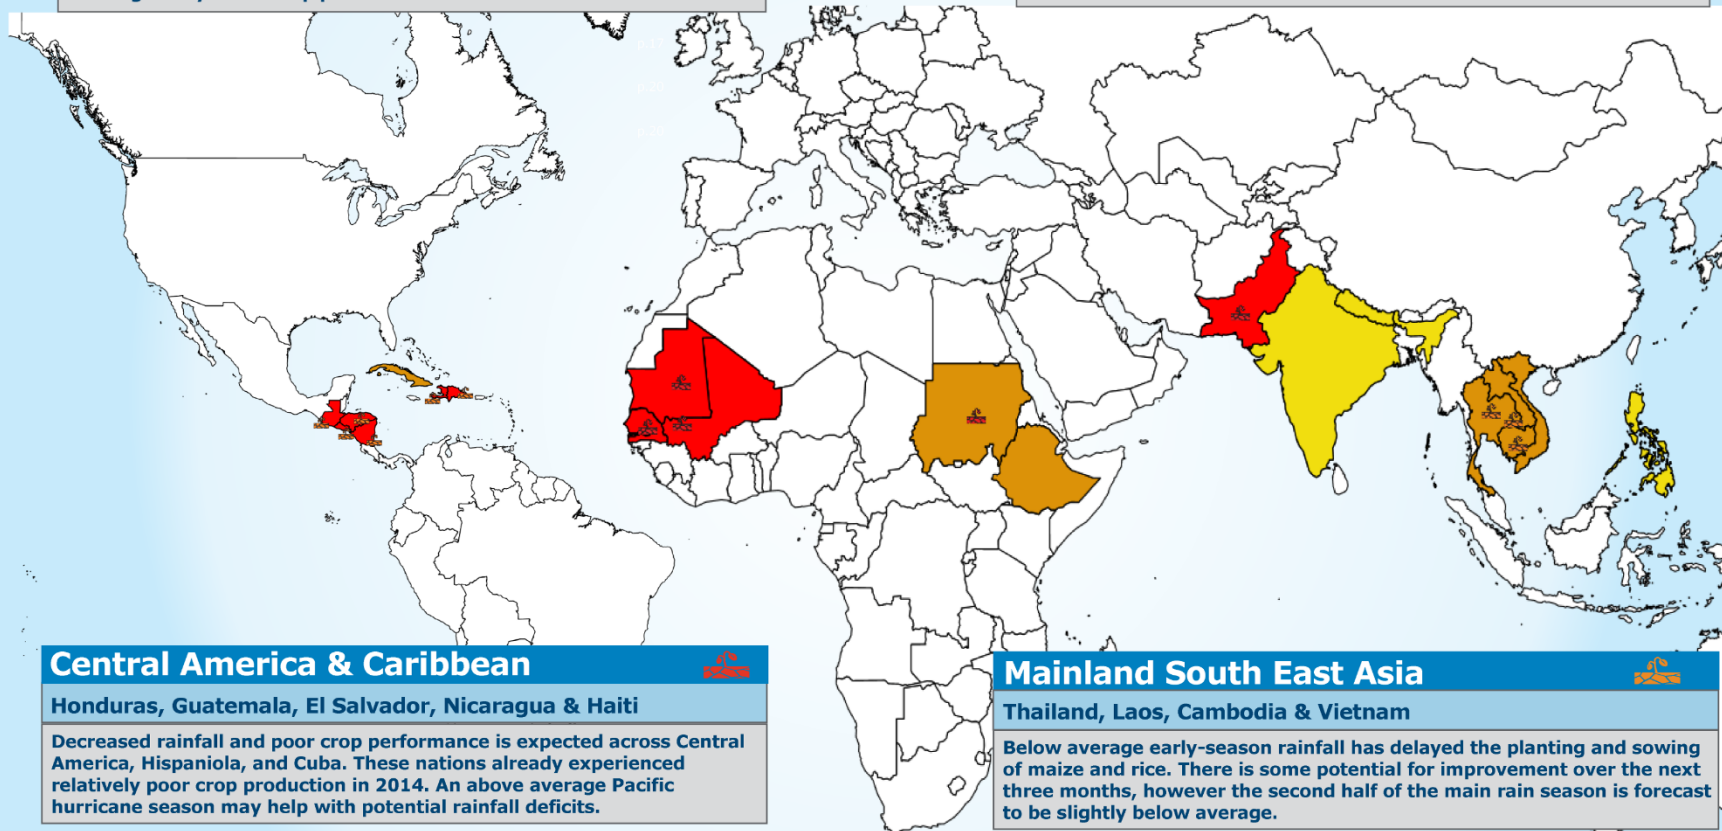 p.17
p.20
p.20
Central America & Caribbean
Honduras, Guatemala, El Salvador, Nicaragua & Haiti
Decreased rainfall and poor crop performance is expected across Central
America, Hispaniola, and Cuba. These nations already experienced
relatively poor crop production in 2014. An above average Pacific
hurricane season may help with potential rainfall deficits.
Mainland South East Asia
Thailand, Laos, Cambodia & Vietnam
Below average early-season rainfall has delayed the planting and sowing
of maize and rice. There is some potential for improvement over the next
three months, however the second half of the main rain season is forecast
to be slightly below average.